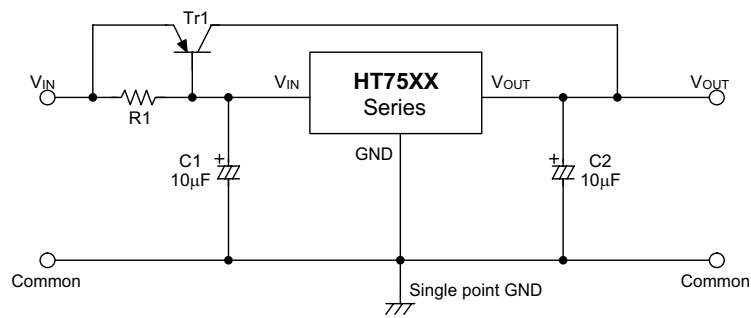 Tr1
VIN
R1
VIN
HT75XX
Series
VOUT
VOUT
GND
C1
10μF
+
C2
10μF
+
Common
Single point GND
Common